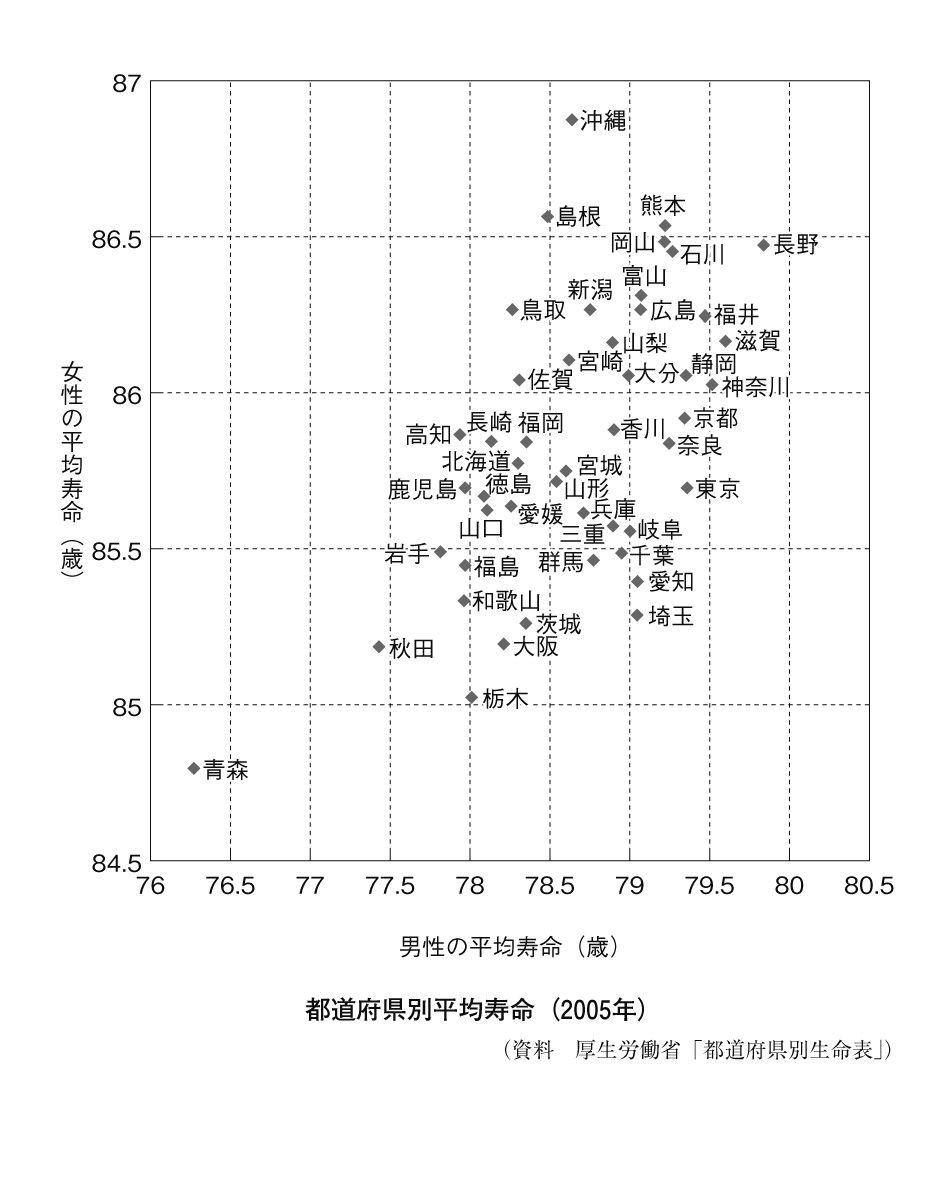 87
沖縄
熊本
島根
86.5
岡山
石川
長野
富山
新潟
鳥取
広島
福井
山梨
滋賀
宮崎
静岡
佐賀
大分
神奈川
86
長崎
福岡
香川
京都
高知
奈良
北海道
宮城
鹿児島
徳島
山形
東京
愛媛
兵庫
山口
三重
岐阜
85.5
岩手
千葉
福島
群馬
愛知
和歌山
埼玉
茨城
秋田
大阪
栃木
85
青森
84.5
女性の平均寿命（歳）
76 76.5 77 77.5 78 78.5 79 79.5 80 80.5
男性の平均寿命（歳）
都道府県別平均寿命（2005年）
（資料　厚生労働省「都道府県別生命表」）